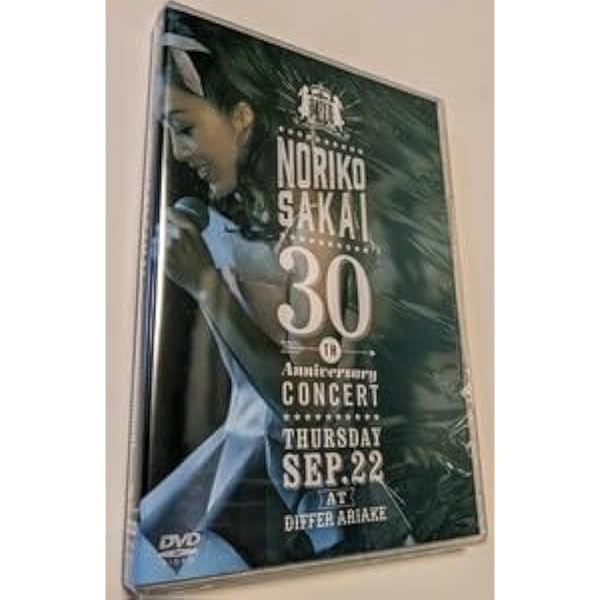 NORIKO
SAKAI
30
TH
Anniversary
CONCERT
THURSDAY
SEP.22
AT
DIFFER ARIAKE
DVD